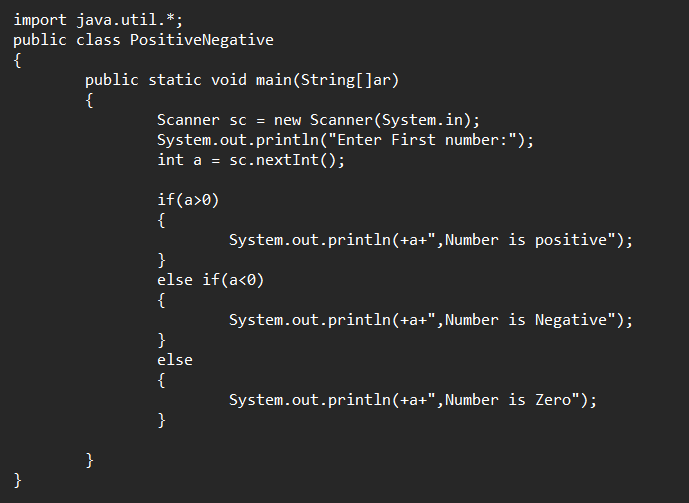 import java.util.*;
public class PositiveNegative
{
        public static void main(String[]ar)
        {
                Scanner sc = new Scanner(System.in);
                System.out.println("Enter First number:");
                int a = sc.nextInt();

                if(a>0)
                {
                        System.out.println(+a+",Number is positive");
                }
                else if(a<0)
                {
                        System.out.println(+a+",Number is Negative");
                }
                else
                {
                        System.out.println(+a+",Number is Zero");
                }

        }
}